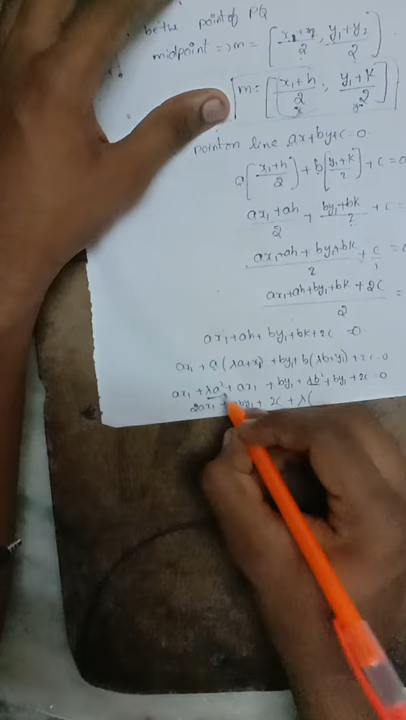 be the point of PQ
midpoint => m = [x1+x2/2, y1+y2/2]
[m = [x1+h/2, y1+k/2]]
point on line ax+by+c=0
a[x1+h/2] + b[y1+k/2] + c=0
ax1+ah/2 + by1+bk/2 + c =
ax1+ah+by1+bk/2 + c/1 =
ax1+ah+by1+bk+2c/2 =
ax1+ah+by1+bk+2c =0
ax1 + a(λa+x1) + by1+b(λb+y1)+2c=0
ax1 + λa²+ax1 + by1 + λb²+by1+2c=0
2ax1 + by1 + 2c + λ(